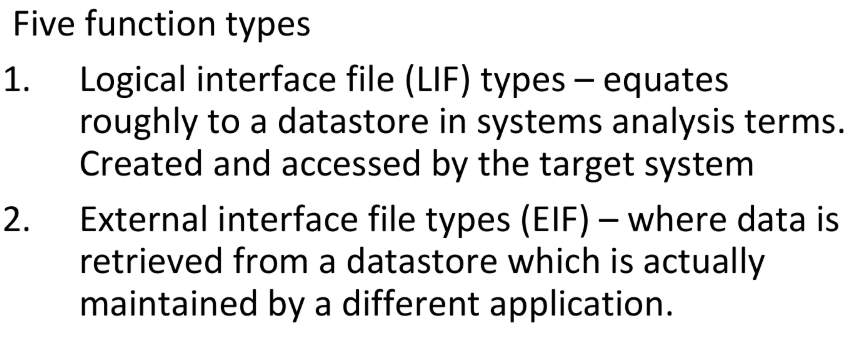 Five function types
1. Logical interface file (LIF) types – equates
roughly to a datastore in systems analysis terms.
Created and accessed by the target system
2. External interface file types (EIF) – where data is
retrieved from a datastore which is actually
maintained by a different application.